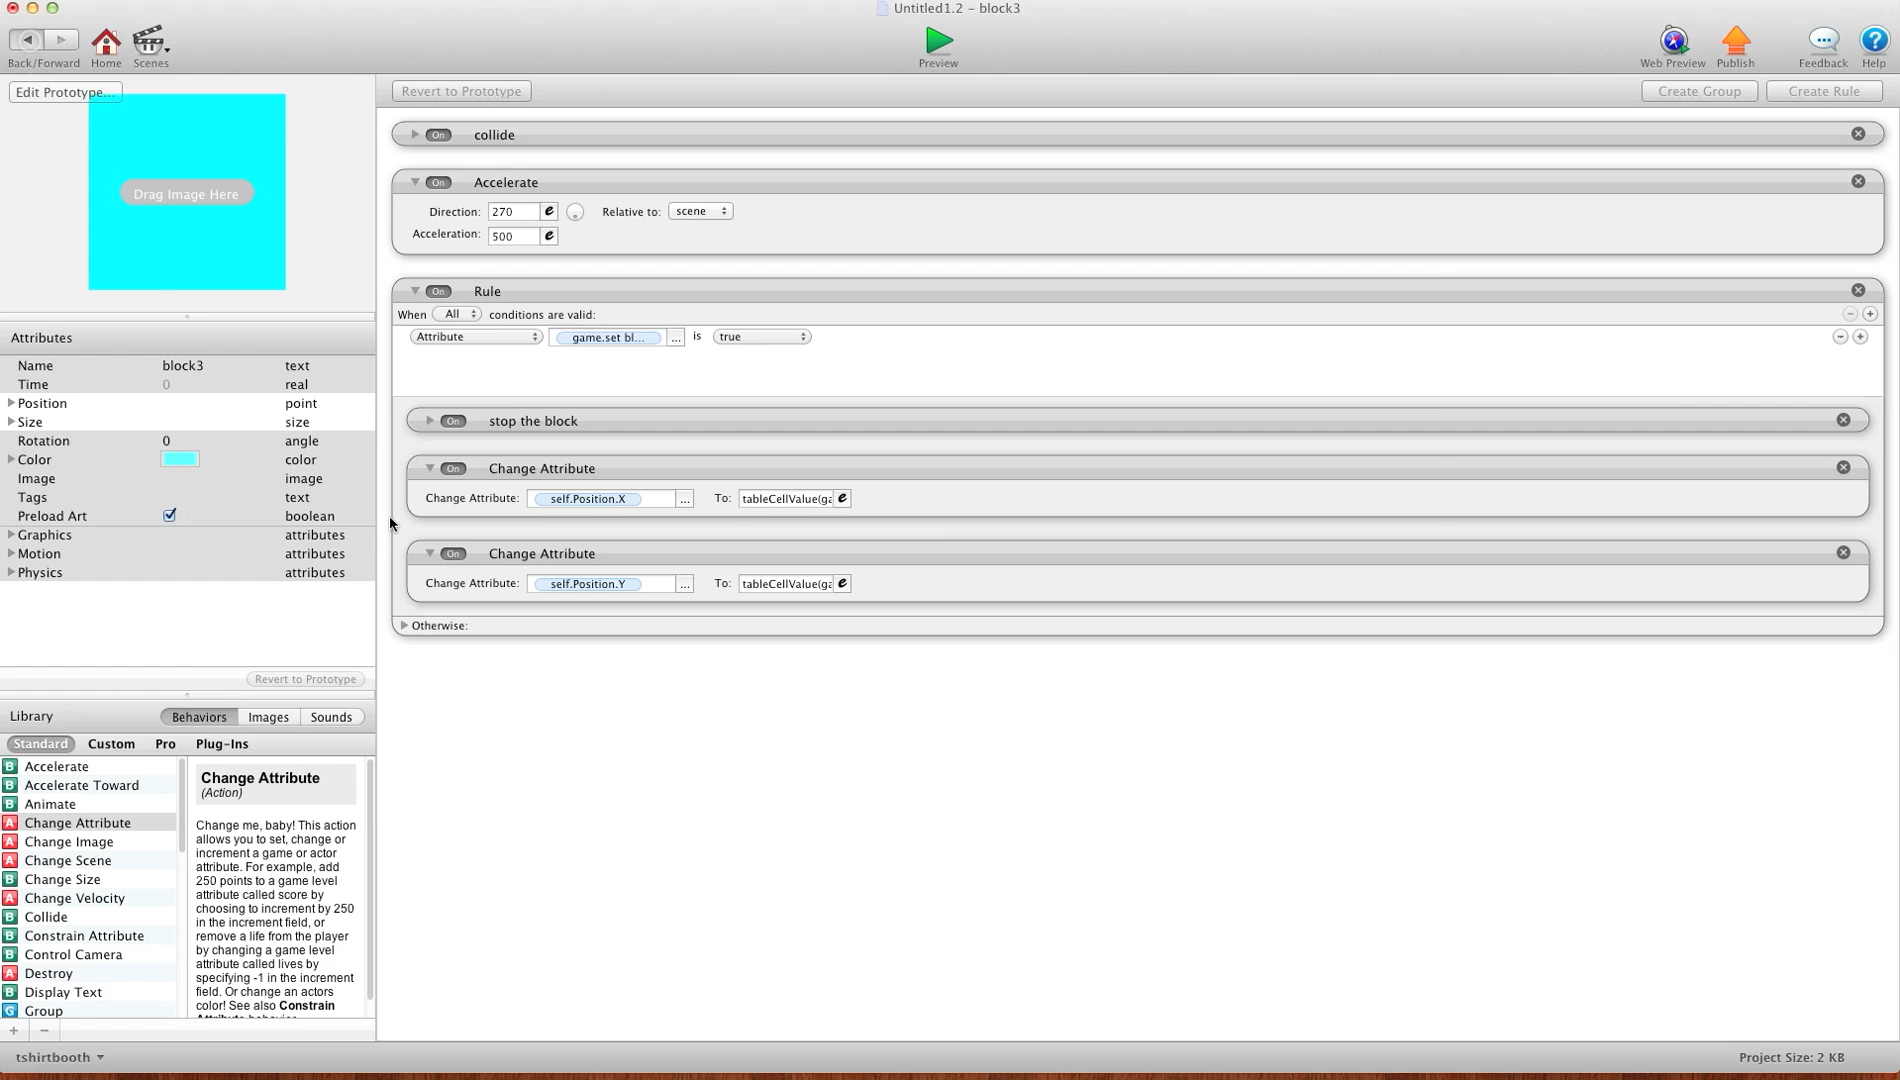 Untitled1.2 – block3
Back/Forward
Home
Scenes
Preview
Web Preview
Publish
Feedback
Help
Edit Prototype...
Drag Image Here
Attributes
Name block3 text
Time 0 real
Position point
Size size
Rotation 0 angle
Color color
Image image
Tags text
Preload Art boolean
Graphics attributes
Motion attributes
Physics attributes
Revert to Prototype
Library Behaviors Images Sounds
Standard Custom Pro Plug-Ins
B Accelerate
B Accelerate Toward
B Animate
A Change Attribute
A Change Image
A Change Scene
B Change Size
A Change Velocity
B Collide
B Constrain Attribute
B Control Camera
A Destroy
B Display Text
G Group
Change Attribute
(Action)
Change me, baby! This action
allows you to set, change or
increment a game or actor
attribute. For example, add
250 points to a game level
attribute called score by
choosing to increment by 250
in the increment field, or
remove a life from the player
by changing a game level
attribute called lives by
specifying -1 in the increment
field. Or change an actors
color! See also Constrain
Attribute behavior.
Revert to Prototype Create Group Create Rule
On collide
On Accelerate
Direction: 270 e Relative to: scene
Acceleration: 500 e
On Rule
When All conditions are valid:
Attribute game.set bl... ... is true
On stop the block
On Change Attribute
Change Attribute: self.Position.X ... To: tableCellValue(ga e
On Change Attribute
Change Attribute: self.Position.Y ... To: tableCellValue(ga e
Otherwise:
tshirtbooth
Project Size: 2 KB